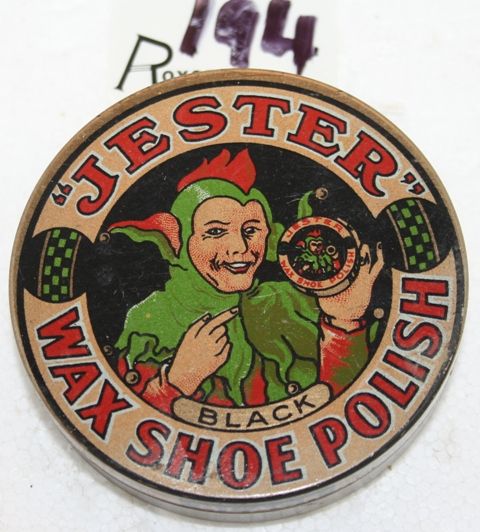 194
"JESTER"
JESTER
WAX SHOE POLISH
BLACK
WAX SHOE POLISH